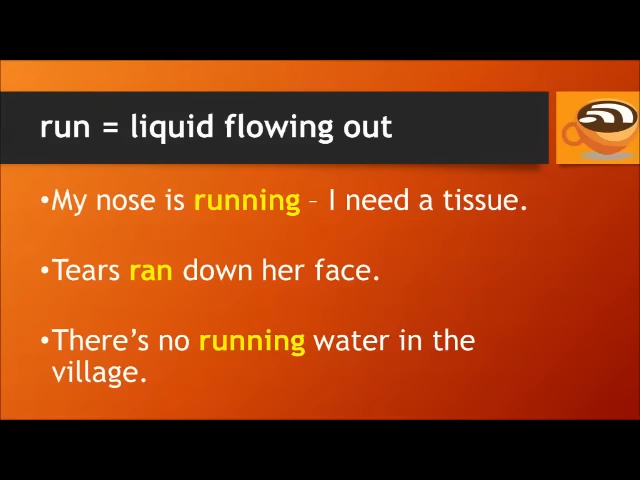 run = liquid flowing out
•My nose is running – I need a tissue.
•Tears ran down her face.
•There’s no running water in the
village.